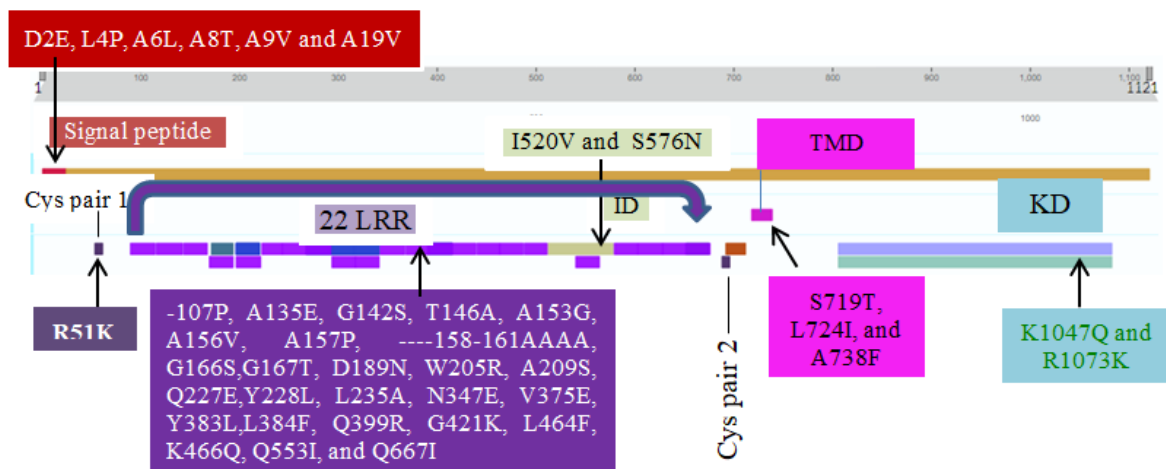 D2E, L4P, A6L, A8T, A9V and A19V
100 200 300 400 500 600 700 800 900 1,000 1,100
1 1121
1000
Signal peptide
I520V and S576N
TMD
Cys pair 1
ID
KD
22 LRR
R51K
-107P, A135E, G142S, T146A, A153G,
A156V, A157P, ----158-161AAAA,
G166S,G167T, D189N, W205R, A209S,
Q227E,Y228L, L235A, N347E, V375E,
Y383L,L384F, Q399R, G421K, L464F,
K466Q, Q553I, and Q667I
Cys pair 2
S719T,
L724I, and
A738F
K1047Q and
R1073K